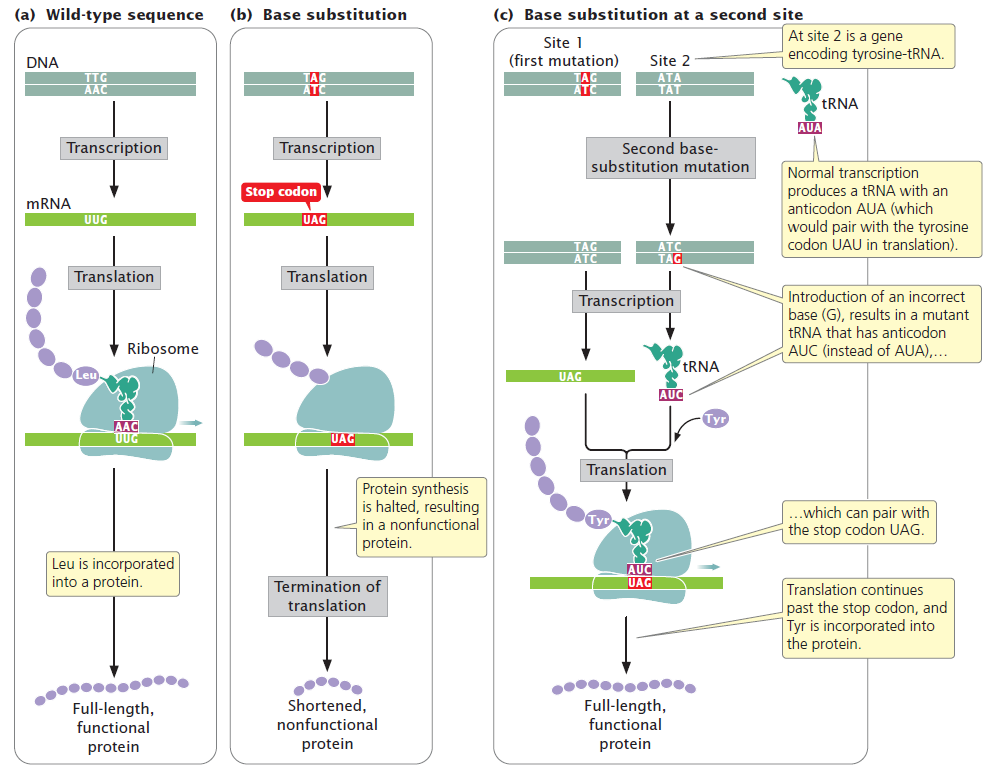 (a) Wild-type sequence
DNA
TTG
AAC
Transcription
mRNA
UUG
Translation
Ribosome
Leu
AAC
UUG
Leu is incorporated
into a protein.
Full-length,
functional
protein
(b) Base substitution
TAG
ATC
Transcription
Stop codon
UAG
Translation
UAG
Protein synthesis
is halted, resulting
in a nonfunctional
protein.
Termination of
translation
Shortened,
nonfunctional
protein
(c) Base substitution at a second site
Site 1
(first mutation)
Site 2
At site 2 is a gene
encoding tyrosine-tRNA.
TAG
ATC
ATA
TAT
tRNA
AUA
Second base-
substitution mutation
Normal transcription
produces a tRNA with an
anticodon AUA (which
would pair with the tyrosine
codon UAU in translation).
TAG
ATC
ATC
TAG
Transcription
Introduction of an incorrect
base (G), results in a mutant
tRNA that has anticodon
AUC (instead of AUA),...
tRNA
UAG
AUC
Tyr
Translation
Tyr
...which can pair with
the stop codon UAG.
AUC
UAG
Translation continues
past the stop codon, and
Tyr is incorporated into
the protein.
Full-length,
functional
protein